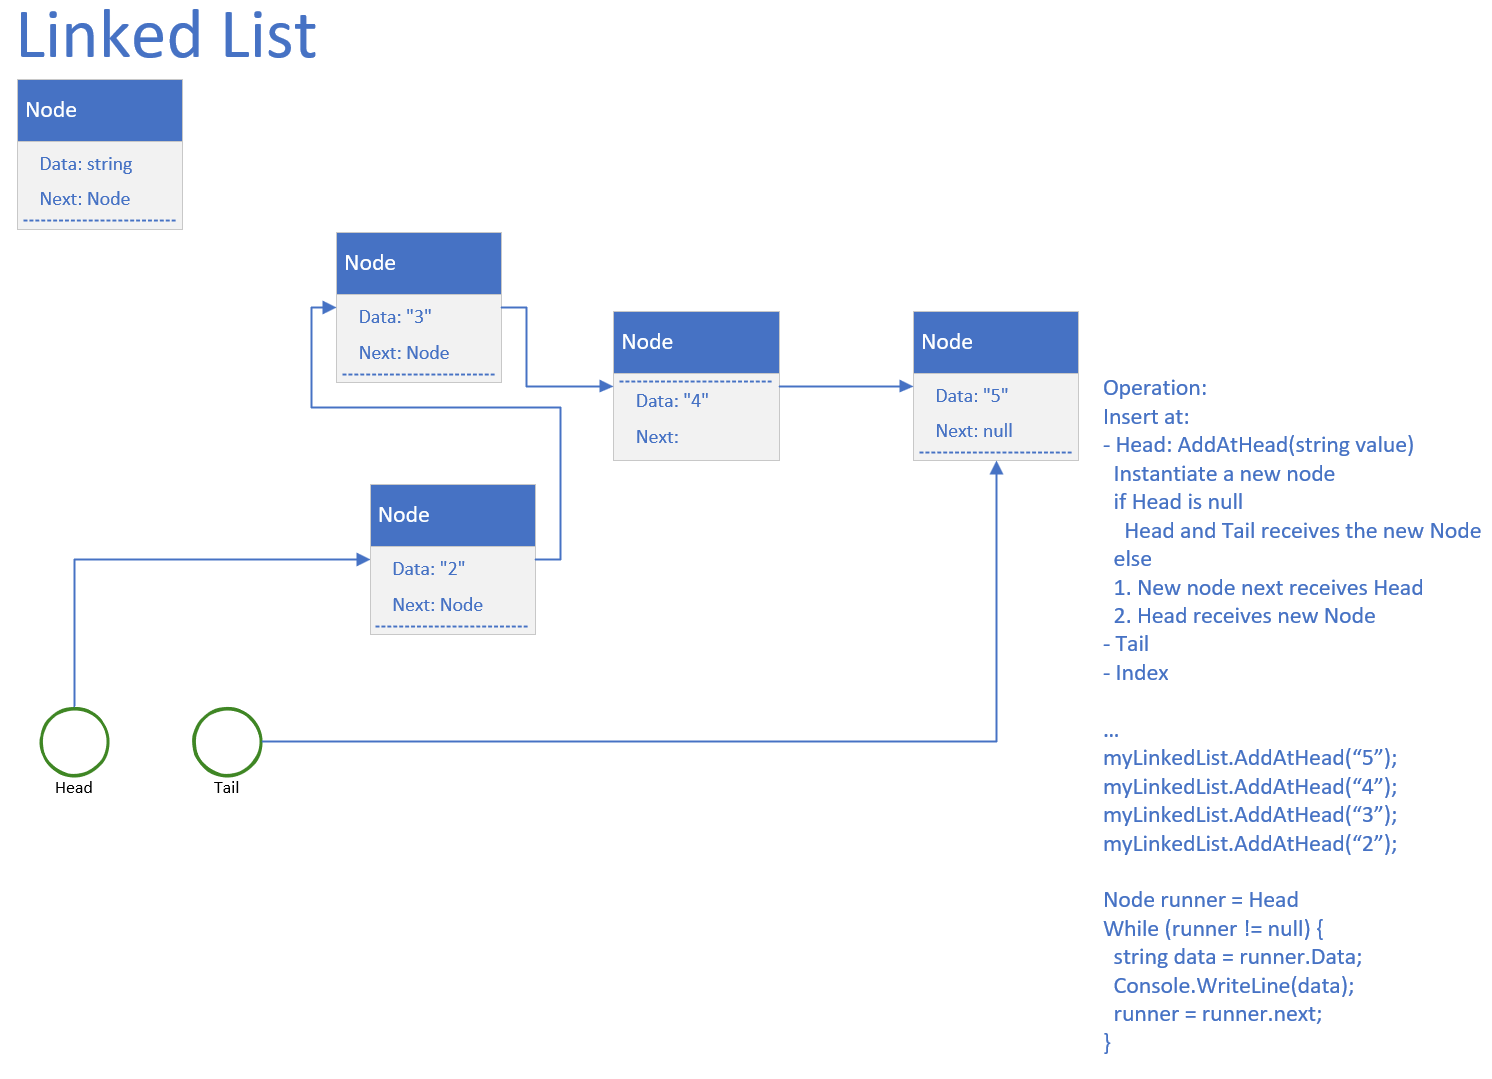 Linked List
Node
Data: string
Next: Node
Node
Data: "3"
Next: Node
Node
Data: "4"
Next:
Node
Data: "5"
Next: null
Node
Data: "2"
Next: Node
Head
Tail
Operation:
Insert at:
- Head: AddAtHead(string value)
Instantiate a new node
if Head is null
Head and Tail receives the new Node
else
1. New node next receives Head
2. Head receives new Node
- Tail
- Index
...
myLinkedList.AddAtHead(“5”);
myLinkedList.AddAtHead(“4”);
myLinkedList.AddAtHead(“3”);
myLinkedList.AddAtHead(“2”);
Node runner = Head
While (runner != null) {
string data = runner.Data;
Console.WriteLine(data);
runner = runner.next;
}